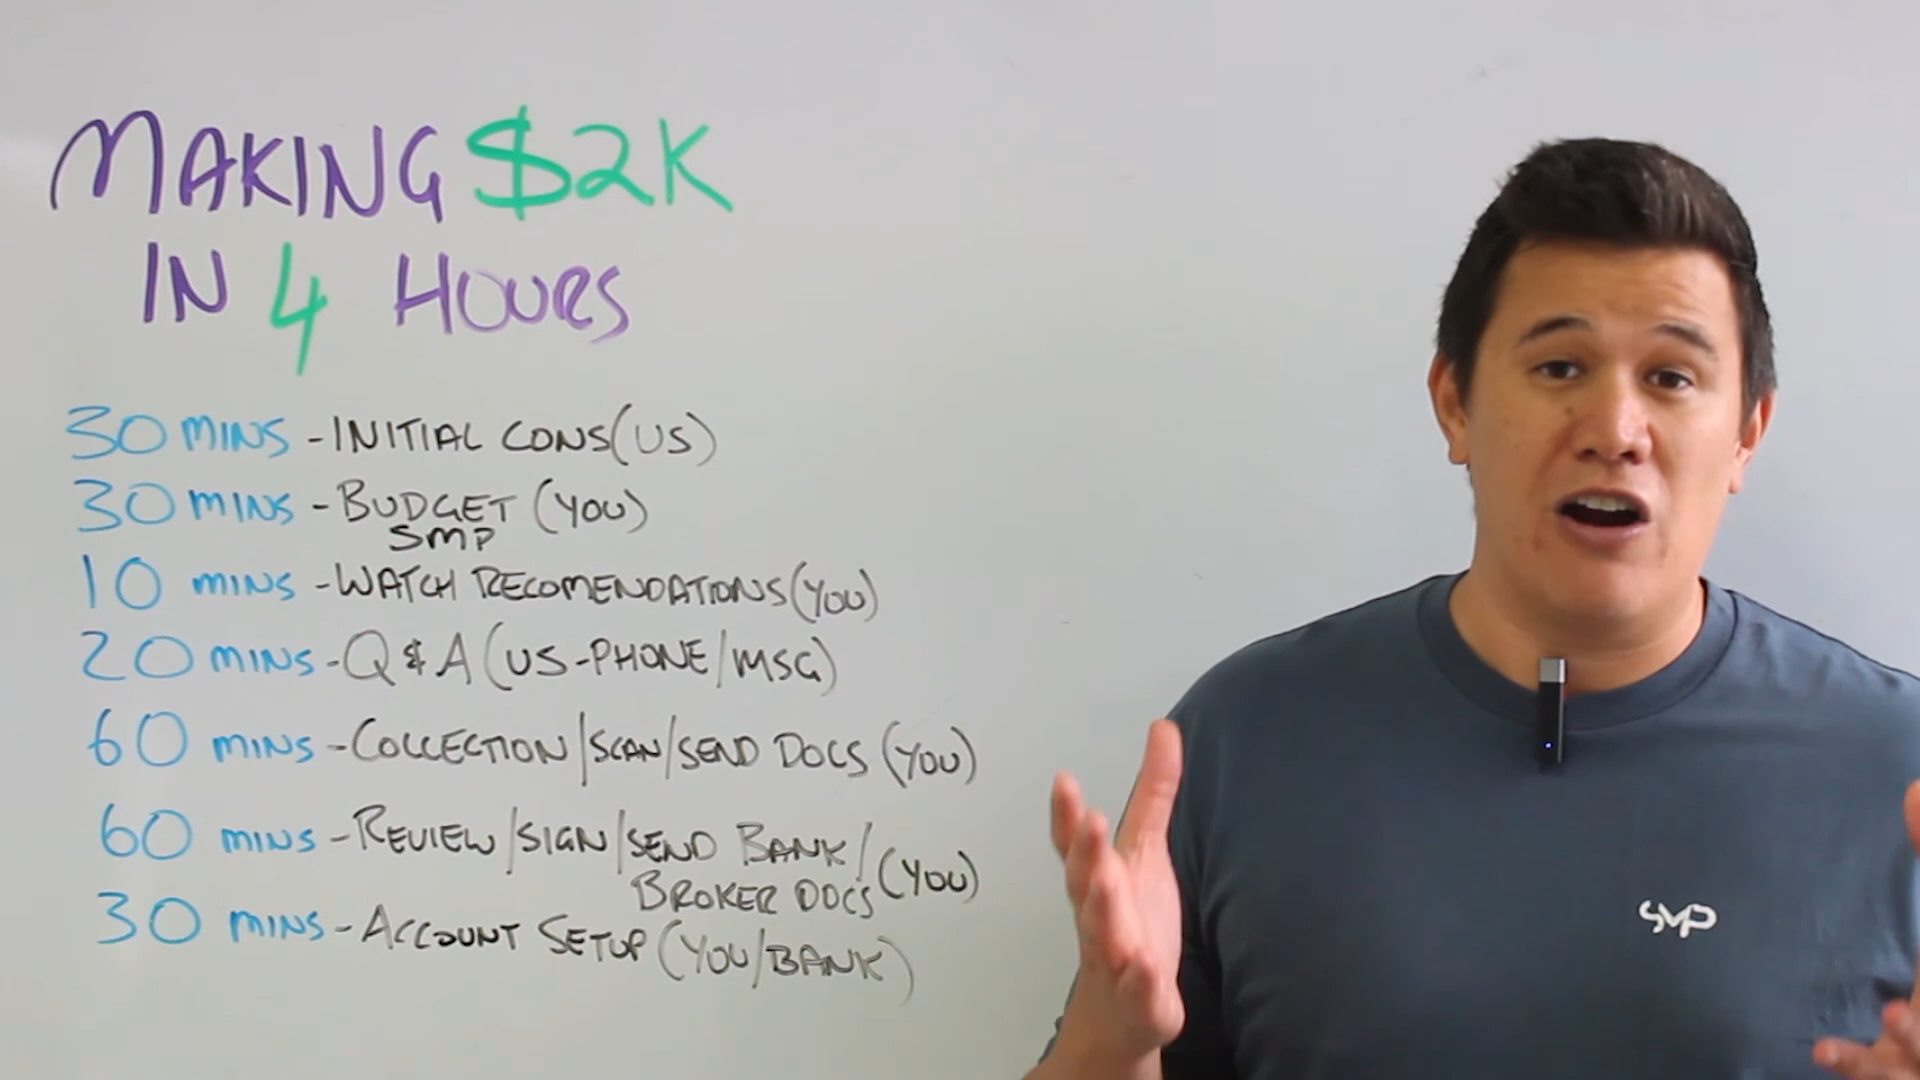 MAKING $2K
IN 4 HOURS
30 MINS - INITIAL CONS (US)
30 MINS - BUDGET (YOU)
SMP
10 MINS - WATCH RECOMENDATIONS (YOU)
20 MINS - Q & A (US - PHONE/MSG)
60 MINS - COLLECTION/SCAN/SEND DOCS (YOU)
60 MINS - REVIEW/SIGN/SEND BANK/
BROKER DOCS (YOU)
30 MINS - ACCOUNT SETUP (YOU/BANK)
SMP